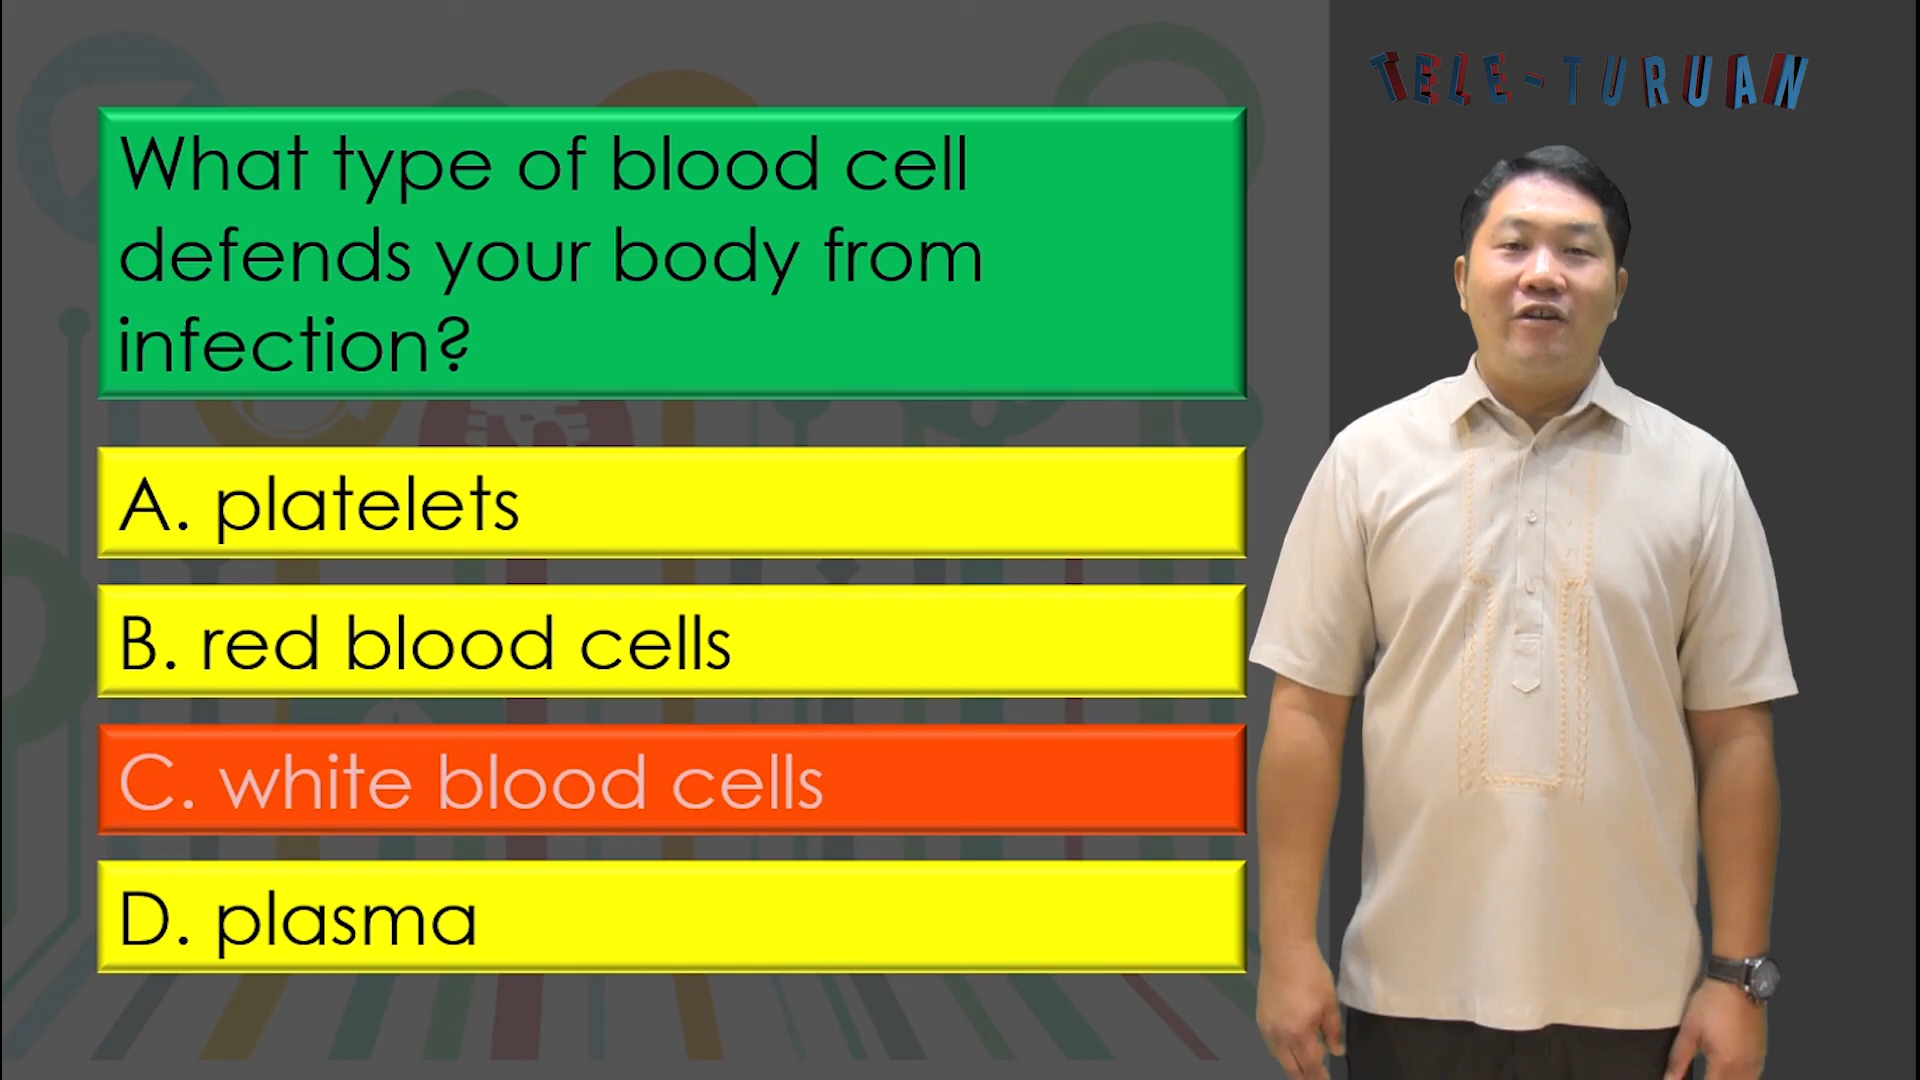 TELE-TURUAN
What type of blood cell
defends your body from
infection?
A. platelets
B. red blood cells
C. white blood cells
D. plasma